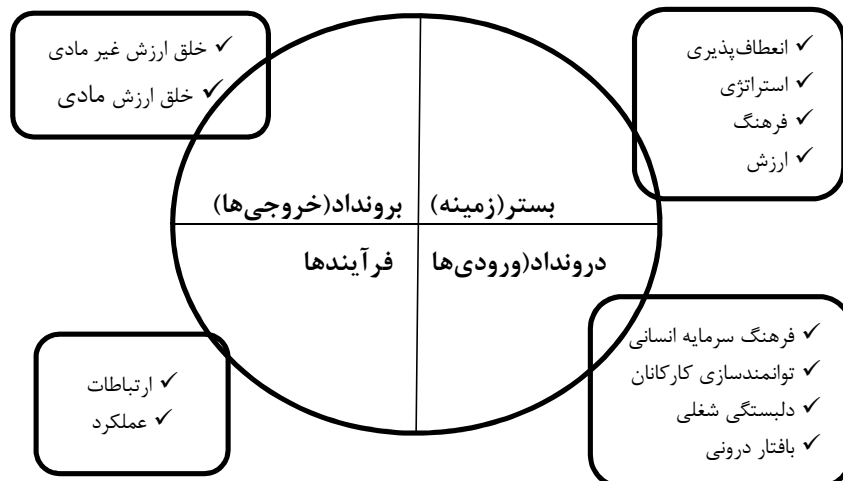 ✓ انعطاف‌پذیری
✓ استراتژی
✓ فرهنگ
✓ ارزش
✓ خلق ارزش غیر مادی
✓ خلق ارزش مادی
بستر(زمینه)
برونداد(خروجی‌ها)
درونداد(ورودی‌ها
فرآیندها
✓ فرهنگ سرمایه انسانی
✓ توانمندسازی کارکانان
✓ دلبستگی شغلی
✓ بافتار درونی
✓ ارتباطات
✓ عملکرد